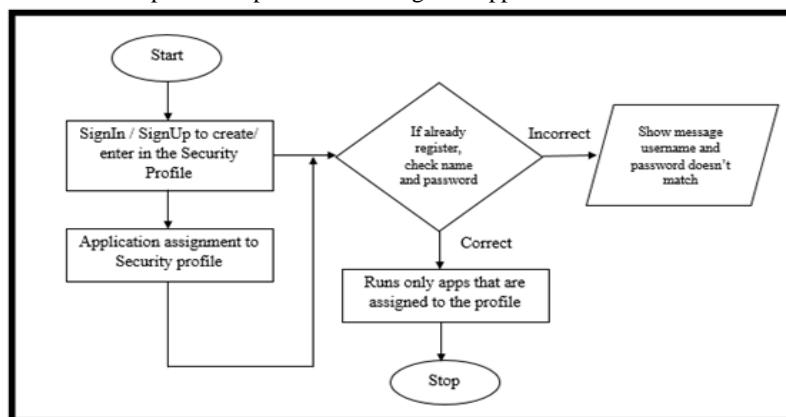 Start
SignIn / SignUp to create/
enter in the Security
Profile
Application assignment to
Security profile
If already
register,
check name
and password
Incorrect
Show message
username and
password doesn't
match
Correct
Runs only apps that are
assigned to the profile
Stop